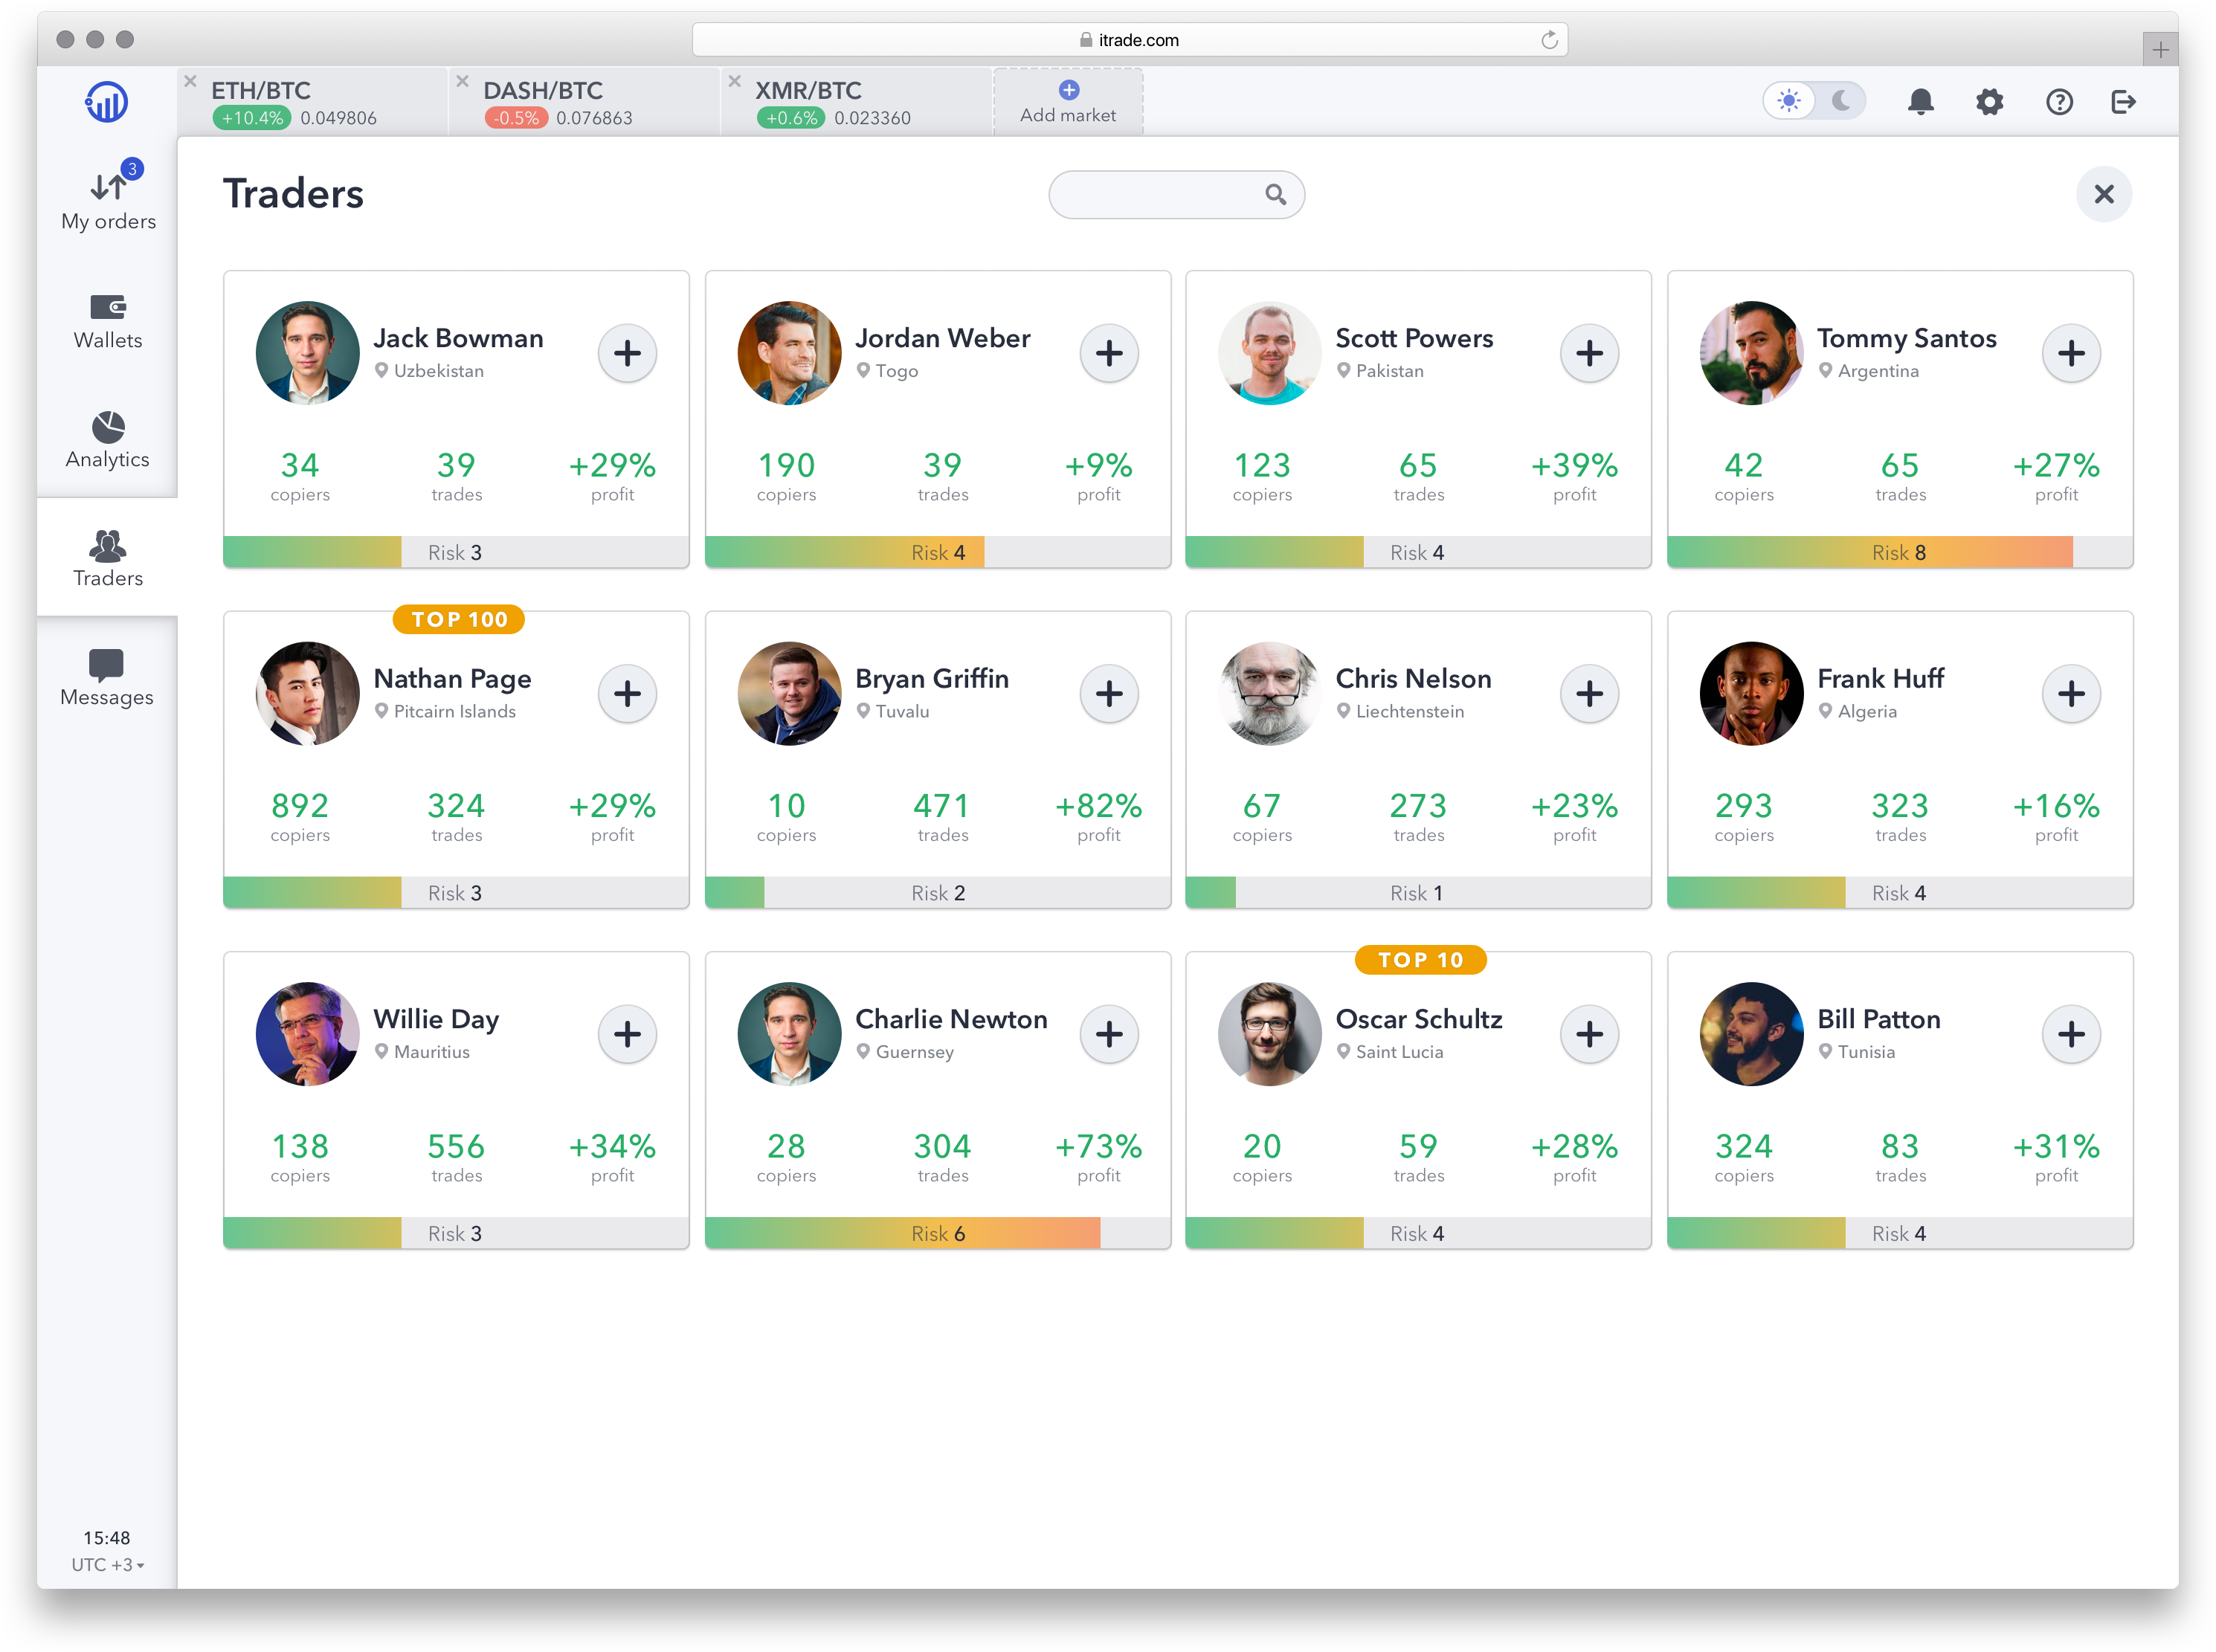 itrade.com
ETH/BTC
+10.4% 0.049806
DASH/BTC
-0.5% 0.076863
XMR/BTC
+0.6% 0.023360
Add market
3
My orders
Wallets
Analytics
Traders
Messages
15:48
UTC +3
Traders
Jack Bowman
Uzbekistan
34 39 +29%
copiers trades profit
Risk 3
Jordan Weber
Togo
190 39 +9%
copiers trades profit
Risk 4
Scott Powers
Pakistan
123 65 +39%
copiers trades profit
Risk 4
Tommy Santos
Argentina
42 65 +27%
copiers trades profit
Risk 8
TOP 100
Nathan Page
Pitcairn Islands
892 324 +29%
copiers trades profit
Risk 3
Bryan Griffin
Tuvalu
10 471 +82%
copiers trades profit
Risk 2
Chris Nelson
Liechtenstein
67 273 +23%
copiers trades profit
Risk 1
Frank Huff
Algeria
293 323 +16%
copiers trades profit
Risk 4
Willie Day
Mauritius
138 556 +34%
copiers trades profit
Risk 3
Charlie Newton
Guernsey
28 304 +73%
copiers trades profit
Risk 6
TOP 10
Oscar Schultz
Saint Lucia
20 59 +28%
copiers trades profit
Risk 4
Bill Patton
Tunisia
324 83 +31%
copiers trades profit
Risk 4